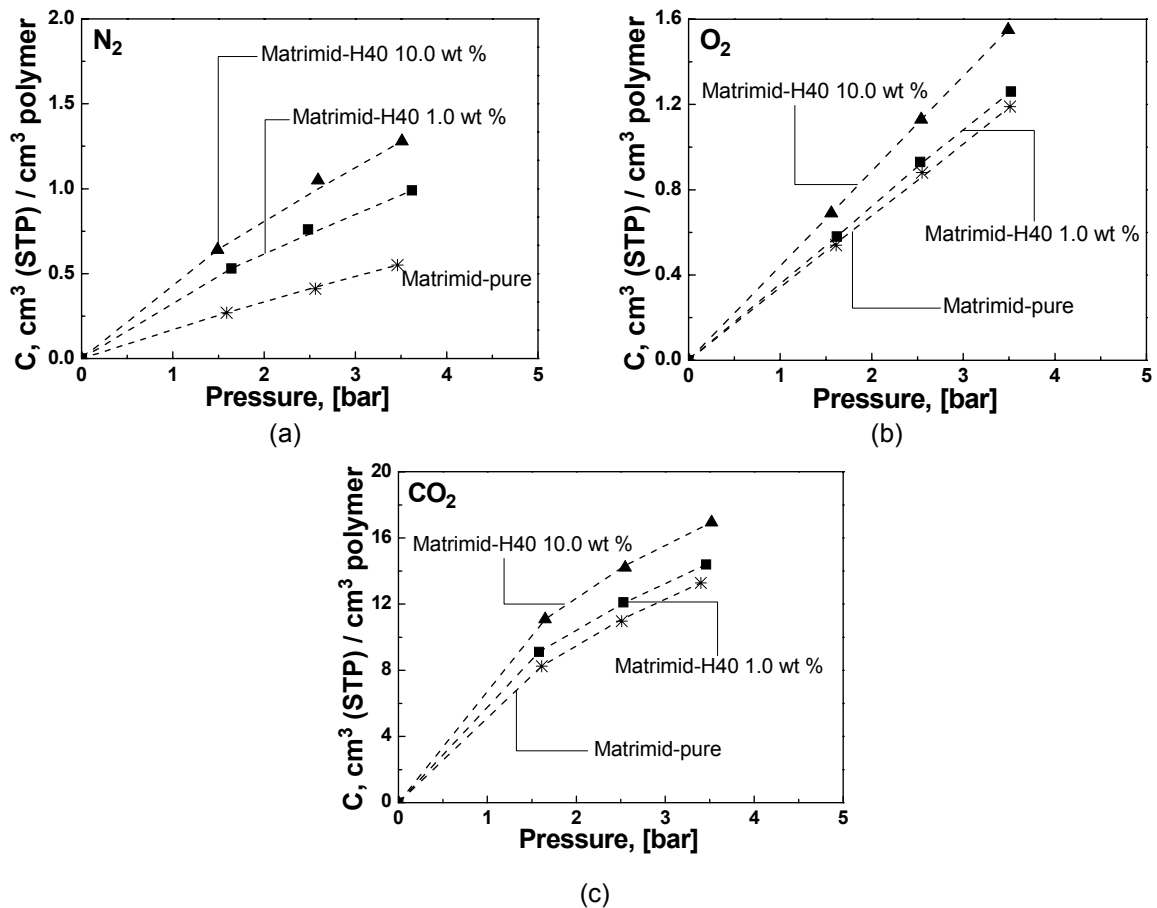 N₂
Matrimid-H40 10.0 wt %
Matrimid-H40 1.0 wt %
Matrimid-pure
C, cm³ (STP) / cm³ polymer
2.0
1.5
1.0
0.5
0.0
0 1 2 3 4 5
Pressure, [bar]
(a)
O₂
Matrimid-H40 10.0 wt %
Matrimid-H40 1.0 wt %
Matrimid-pure
C, cm³ (STP) / cm³ polymer
1.6
1.2
0.8
0.4
0.0
0 1 2 3 4 5
Pressure, [bar]
(b)
CO₂
Matrimid-H40 10.0 wt %
Matrimid-H40 1.0 wt %
Matrimid-pure
C, cm³ (STP) / cm³ polymer
20
16
12
8
4
0
0 1 2 3 4 5
Pressure, [bar]
(c)